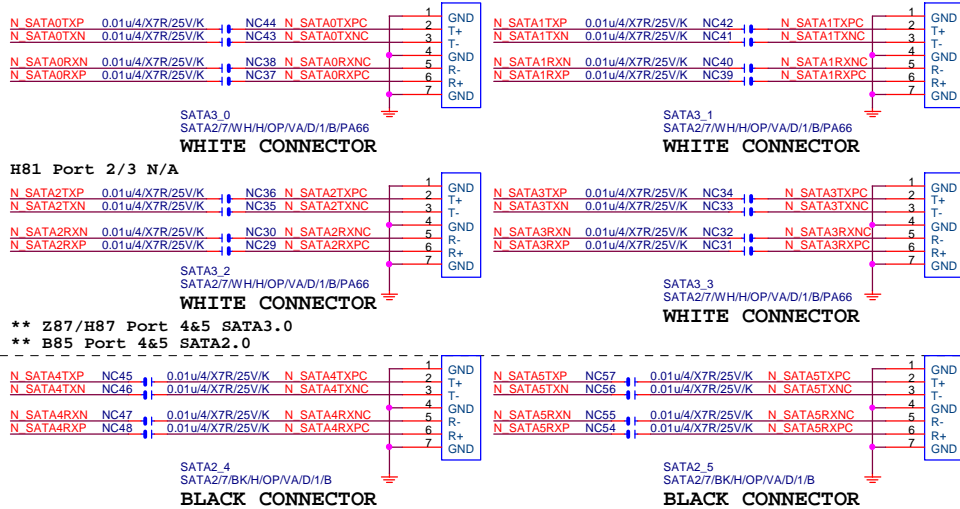 N_SATA0TXP 0.01u/4/X7R/25V/K NC44 N_SATA0TXPC 1 GND
N_SATA0TXN 0.01u/4/X7R/25V/K NC43 N_SATA0TXNC 2 T+
3 T-
4 GND
N_SATA0RXN 0.01u/4/X7R/25V/K NC38 N_SATA0RXNC 5 R-
N_SATA0RXP 0.01u/4/X7R/25V/K NC37 N_SATA0RXPC 6 R+
7 GND
SATA3_0
SATA2/7/WH/H/OP/VA/D/1/B/PA66
WHITE CONNECTOR
N_SATA1TXP 0.01u/4/X7R/25V/K NC42 N_SATA1TXPC 1 GND
N_SATA1TXN 0.01u/4/X7R/25V/K NC41 N_SATA1TXNC 2 T+
3 T-
4 GND
N_SATA1RXN 0.01u/4/X7R/25V/K NC40 N_SATA1RXNC 5 R-
N_SATA1RXP 0.01u/4/X7R/25V/K NC39 N_SATA1RXPC 6 R+
7 GND
SATA3_1
SATA2/7/WH/H/OP/VA/D/1/B/PA66
WHITE CONNECTOR
H81 Port 2/3 N/A
N_SATA2TXP 0.01u/4/X7R/25V/K NC36 N_SATA2TXPC 1 GND
N_SATA2TXN 0.01u/4/X7R/25V/K NC35 N_SATA2TXNC 2 T+
3 T-
4 GND
N_SATA2RXN 0.01u/4/X7R/25V/K NC30 N_SATA2RXNC 5 R-
N_SATA2RXP 0.01u/4/X7R/25V/K NC29 N_SATA2RXPC 6 R+
7 GND
SATA3_2
SATA2/7/WH/H/OP/VA/D/1/B/PA66
WHITE CONNECTOR
N_SATA3TXP 0.01u/4/X7R/25V/K NC34 N_SATA3TXPC 1 GND
N_SATA3TXN 0.01u/4/X7R/25V/K NC33 N_SATA3TXNC 2 T+
3 T-
4 GND
N_SATA3RXN 0.01u/4/X7R/25V/K NC32 N_SATA3RXNC 5 R-
N_SATA3RXP 0.01u/4/X7R/25V/K NC31 N_SATA3RXPC 6 R+
7 GND
SATA3_3
SATA2/7/WH/H/OP/VA/D/1/B/PA66
WHITE CONNECTOR
** Z87/H87 Port 4&5 SATA3.0
** B85 Port 4&5 SATA2.0
N_SATA4TXP NC45 0.01u/4/X7R/25V/K N_SATA4TXPC 1 GND
N_SATA4TXN NC46 0.01u/4/X7R/25V/K N_SATA4TXNC 2 T+
3 T-
4 GND
N_SATA4RXN NC47 0.01u/4/X7R/25V/K N_SATA4RXNC 5 R-
N_SATA4RXP NC48 0.01u/4/X7R/25V/K N_SATA4RXPC 6 R+
7 GND
SATA2_4
SATA2/7/BK/H/OP/VA/D/1/B
BLACK CONNECTOR
N_SATA5TXP NC57 0.01u/4/X7R/25V/K N_SATA5TXPC 1 GND
N_SATA5TXN NC56 0.01u/4/X7R/25V/K N_SATA5TXNC 2 T+
3 T-
4 GND
N_SATA5RXN NC55 0.01u/4/X7R/25V/K N_SATA5RXNC 5 R-
N_SATA5RXP NC54 0.01u/4/X7R/25V/K N_SATA5RXPC 6 R+
7 GND
SATA2_5
SATA2/7/BK/H/OP/VA/D/1/B
BLACK CONNECTOR